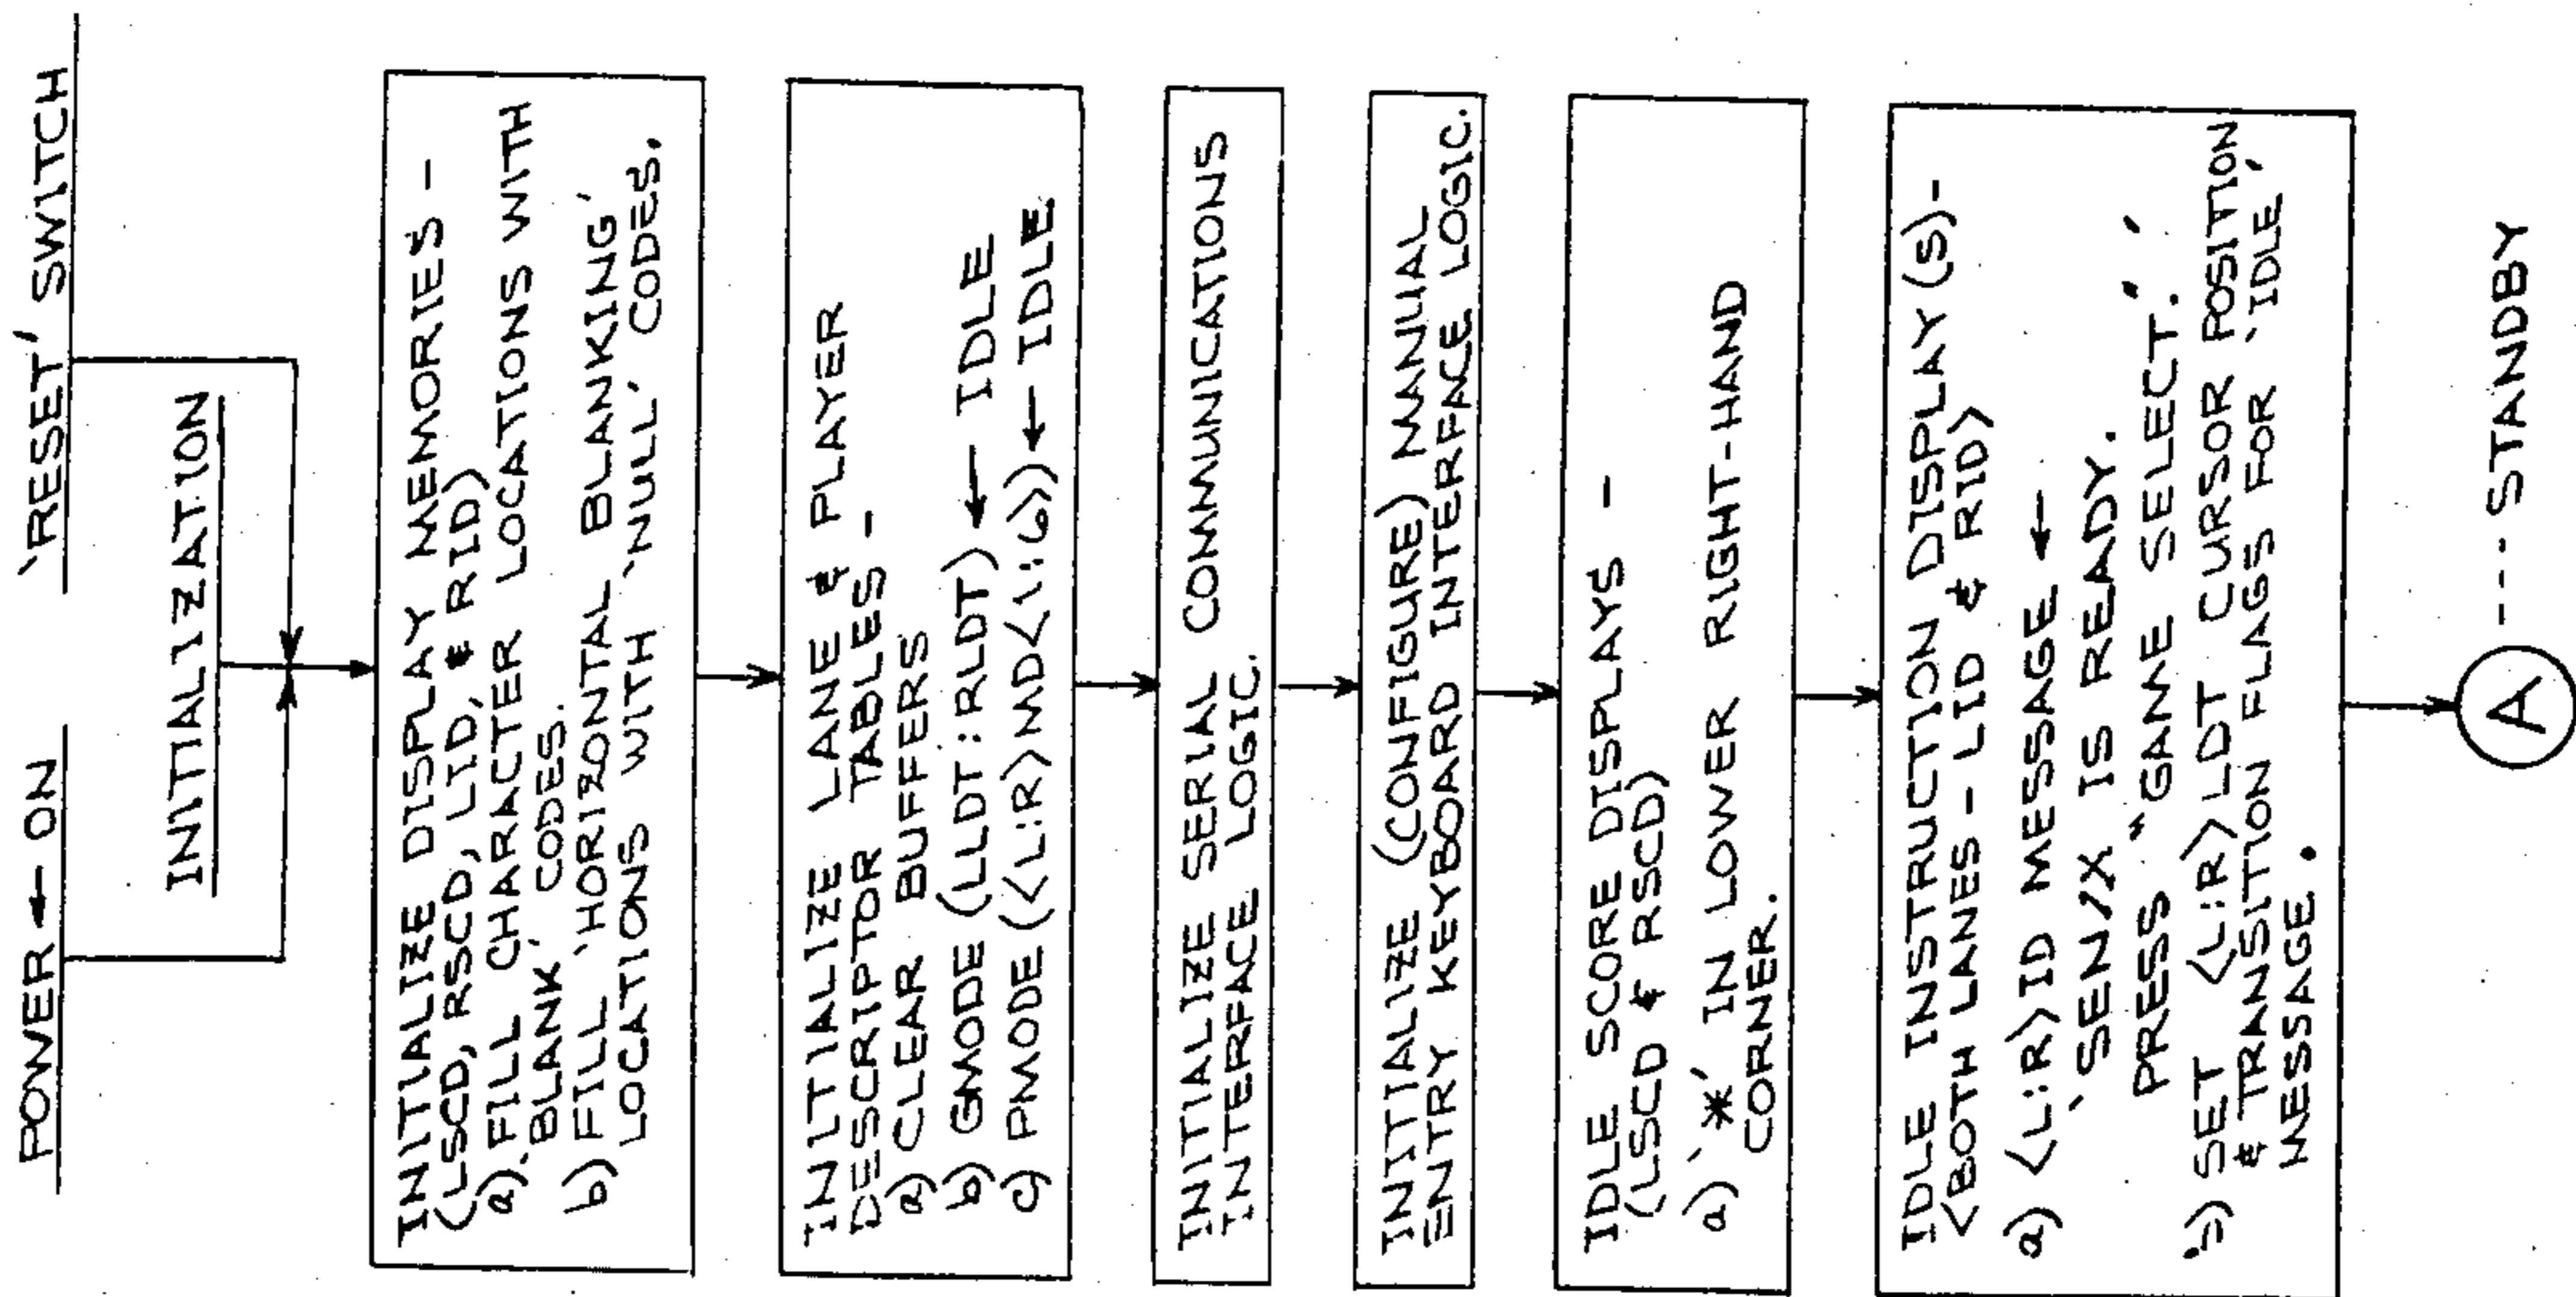 POWER ← ON
'RESET' SWITCH
INITIALIZATION
INITIALIZE DISPLAY MEMORIES -
(LSCD, RSCD, LID, & RID)
a). FILL CHARACTER LOCATIONS WITH
'BLANK' CODES.
b) FILL 'HORIZONTAL BLANKING'
LOCATIONS WITH 'NULL' CODES.
INITIALIZE LANE & PLAYER
DESCRIPTOR TABLES -
a) CLEAR BUFFERS
b) GMODE (LLDT:RLDT) ← IDLE
c) PMODE (<L:R>MD<1:6>) ← IDLE
INITIALIZE SERIAL COMMUNICATIONS
INTERFACE LOGIC.
INITIALIZE (CONFIGURE) MANUAL
ENTRY KEYBOARD INTERFACE LOGIC.
IDLE SCORE DISPLAYS -
(LSCD & RSCD)
a) '*' IN LOWER RIGHT-HAND
CORNER.
IDLE INSTRUCTION DISPLAY(S)-
<BOTH LANES - LID & RID>
a) <L:R>ID MESSAGE ←
'SEN/X IS READY.
PRESS "GAME SELECT."'
b) SET <L:R>LDT CURSOR POSITION
& TRANSITION FLAGS FOR 'IDLE'
MESSAGE.
A --- STANDBY